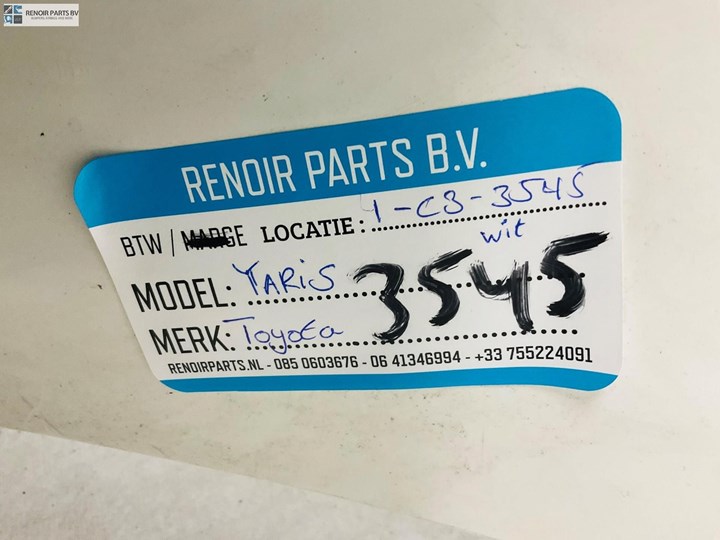 RENOIR PARTS BV
RENOIR PARTS B.V.
BTW / MARGE LOCATIE: 1-C3-3545
wit
MODEL: YARiS
3545
MERK: Toyota
RENOIRPARTS.NL - 085 0603676 - 06 41346994 - +33 755224091